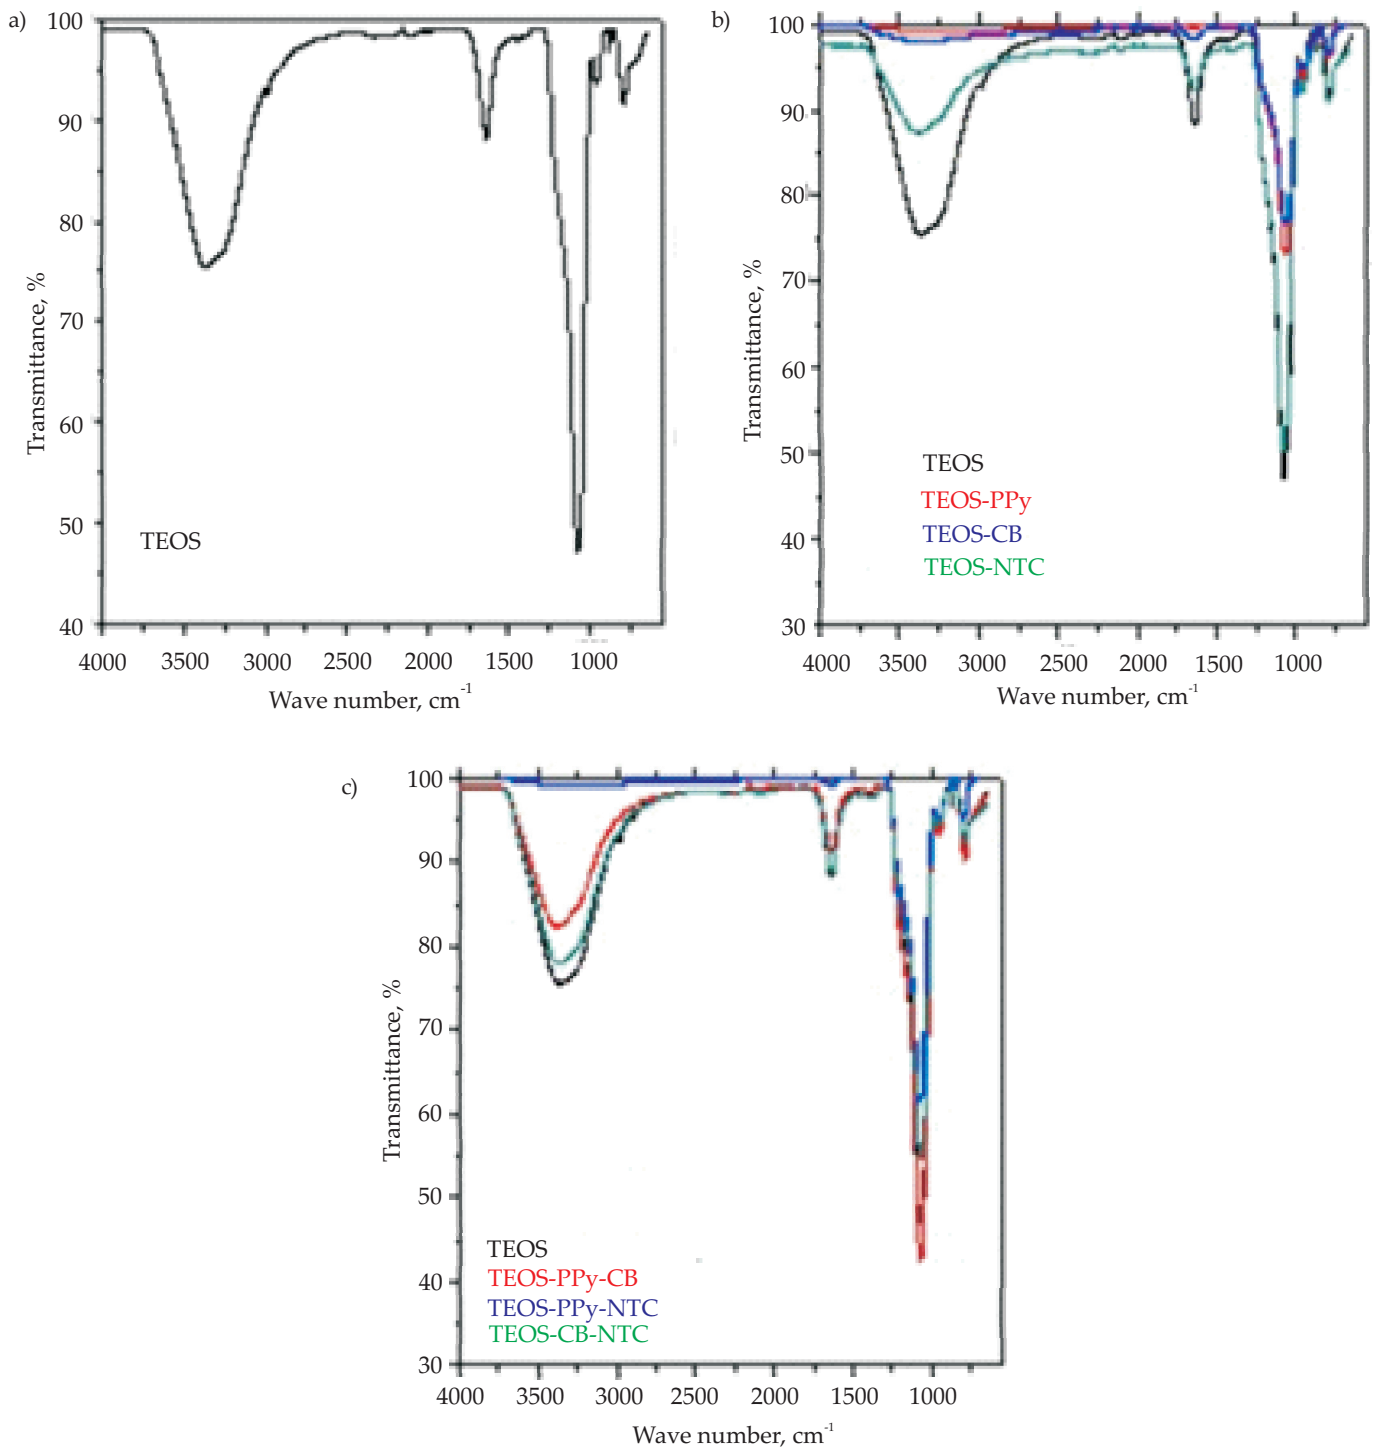 a)
100
90
80
70
60
50
40
Transmittance, %
TEOS
4000 3500 3000 2500 2000 1500 1000
Wave number, cm-1
b)
100
90
80
70
60
50
40
30
Transmittance, %
TEOS
TEOS-PPy
TEOS-CB
TEOS-NTC
4000 3500 3000 2500 2000 1500 1000
Wave number, cm-1
c)
100
90
80
70
60
50
40
30
Transmittance, %
TEOS
TEOS-PPy-CB
TEOS-PPy-NTC
TEOS-CB-NTC
4000 3500 3000 2500 2000 1500 1000
Wave number, cm-1